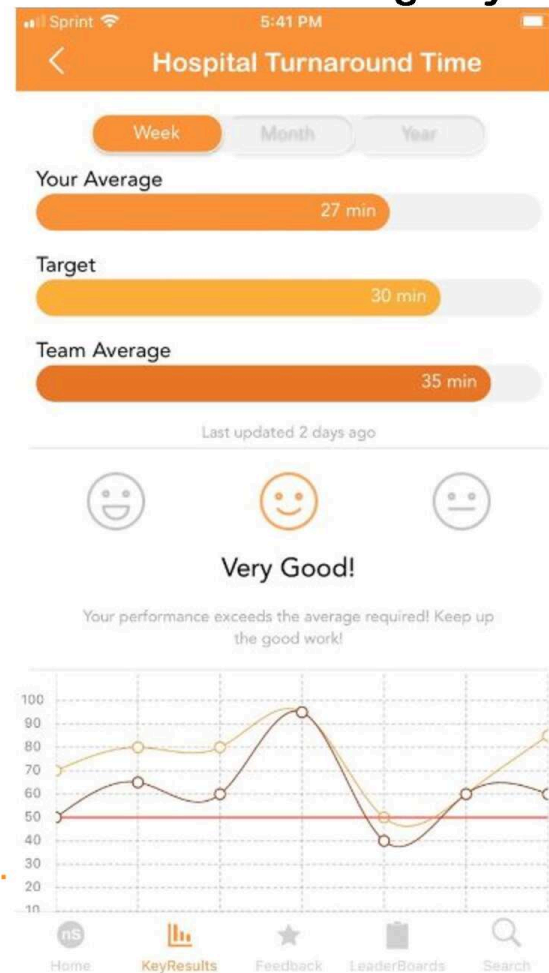 Sprint 5:41 PM
Hospital Turnaround Time
Week Month Year
Your Average
27 min
Target
30 min
Team Average
35 min
Last updated 2 days ago
Very Good!
Your performance exceeds the average required! Keep up
the good work!
100
90
80
70
60
50
40
30
20
10
nS
Home KeyResults Feedback LeaderBoards Search